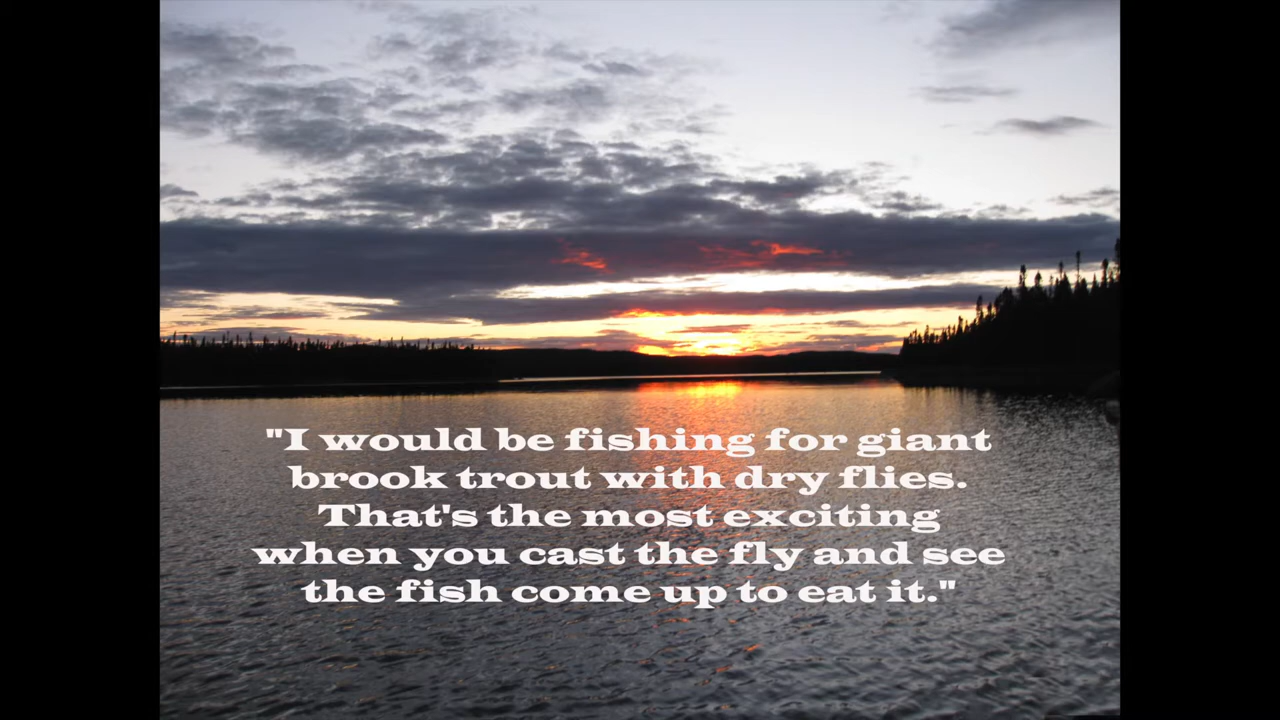 "I would be fishing for giant
brook trout with dry flies.
That's the most exciting
when you cast the fly and see
the fish come up to eat it."